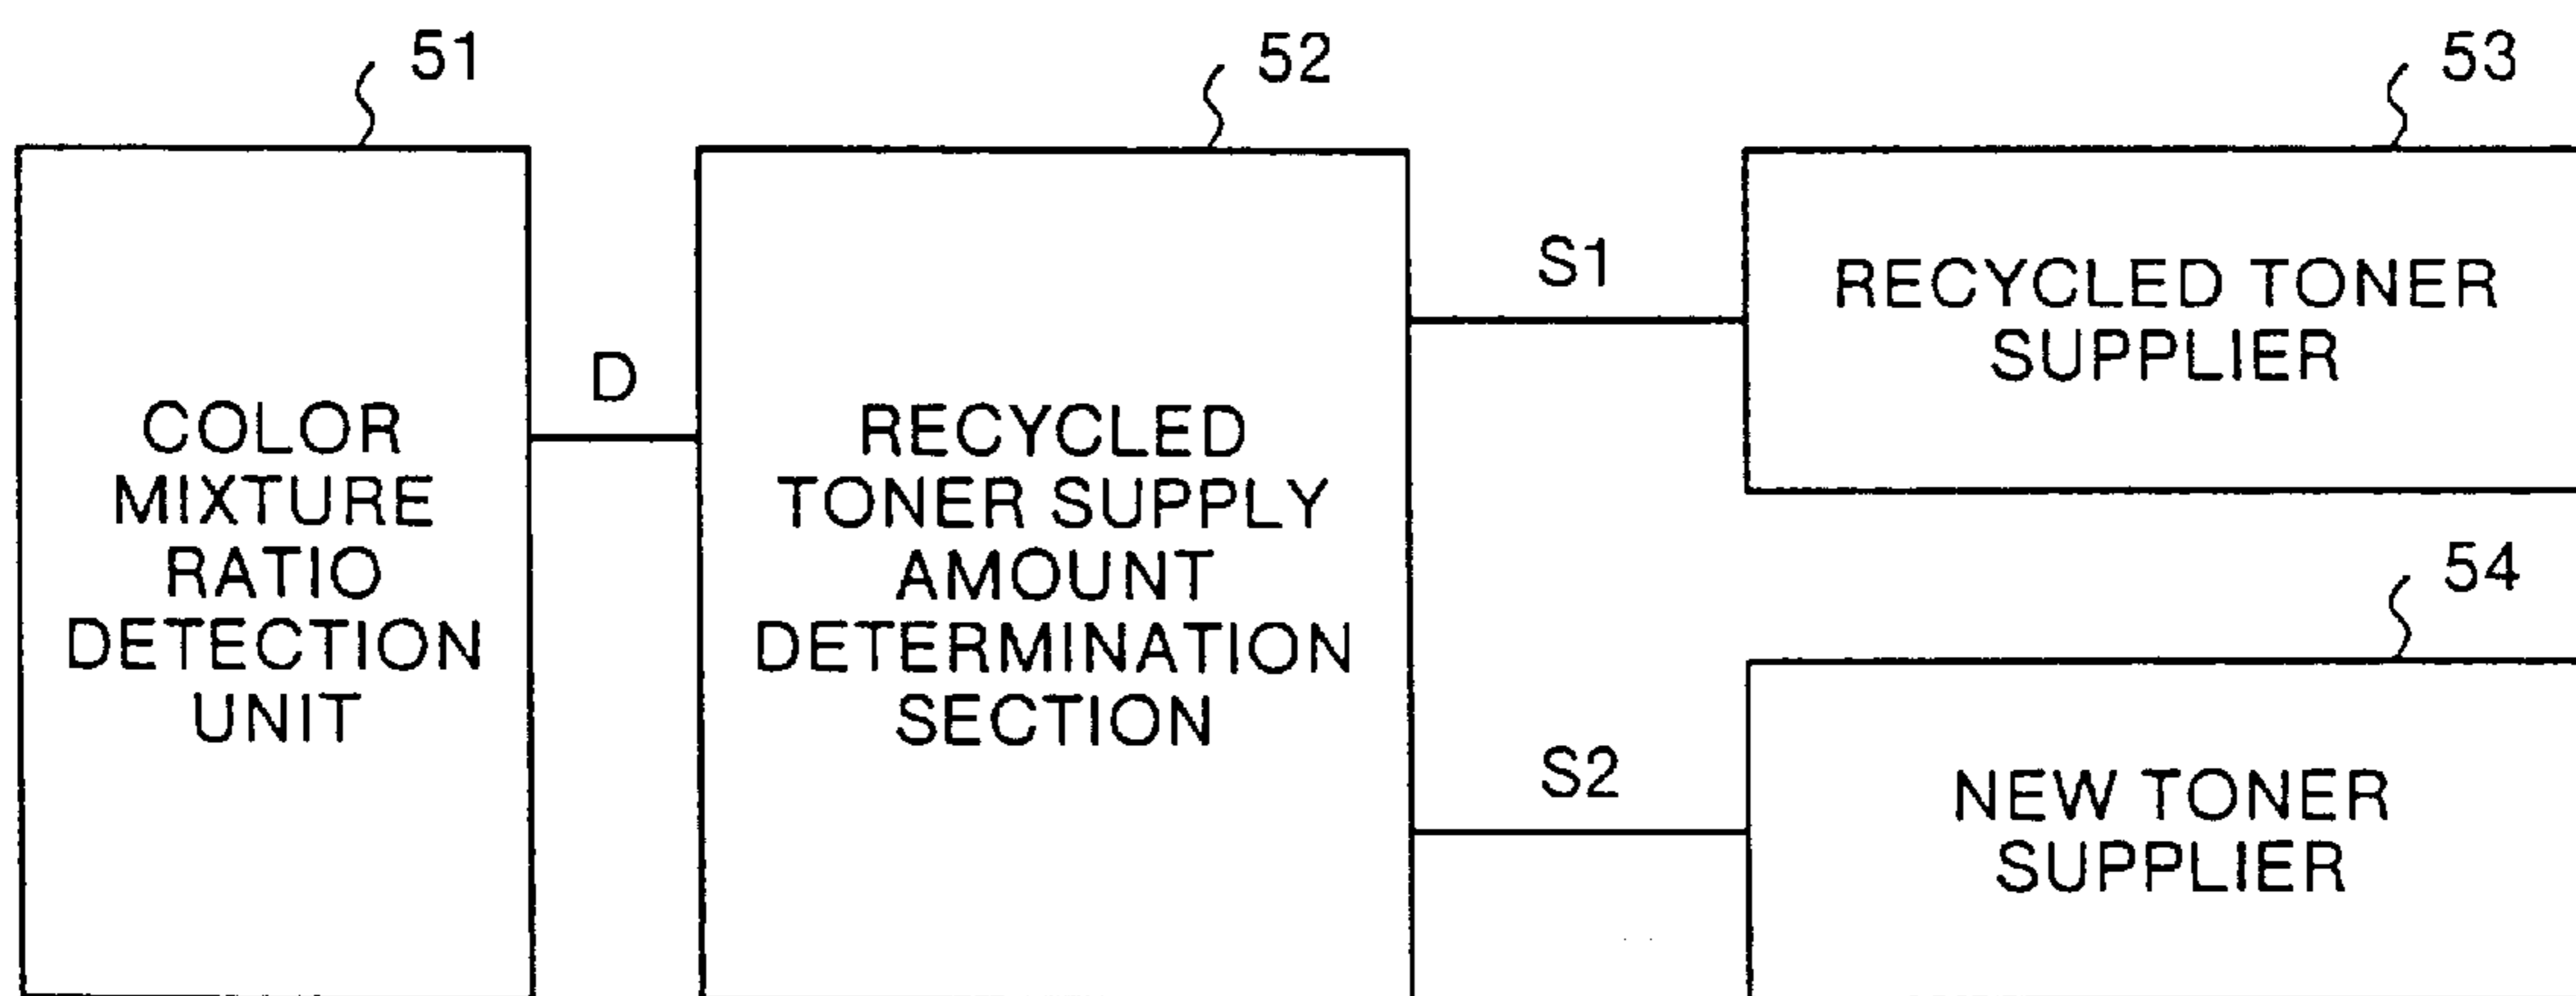 51
52
53
COLOR
MIXTURE
RATIO
DETECTION
UNIT
D
RECYCLED
TONER SUPPLY
AMOUNT
DETERMINATION
SECTION
S1
RECYCLED TONER
SUPPLIER
54
S2
NEW TONER
SUPPLIER